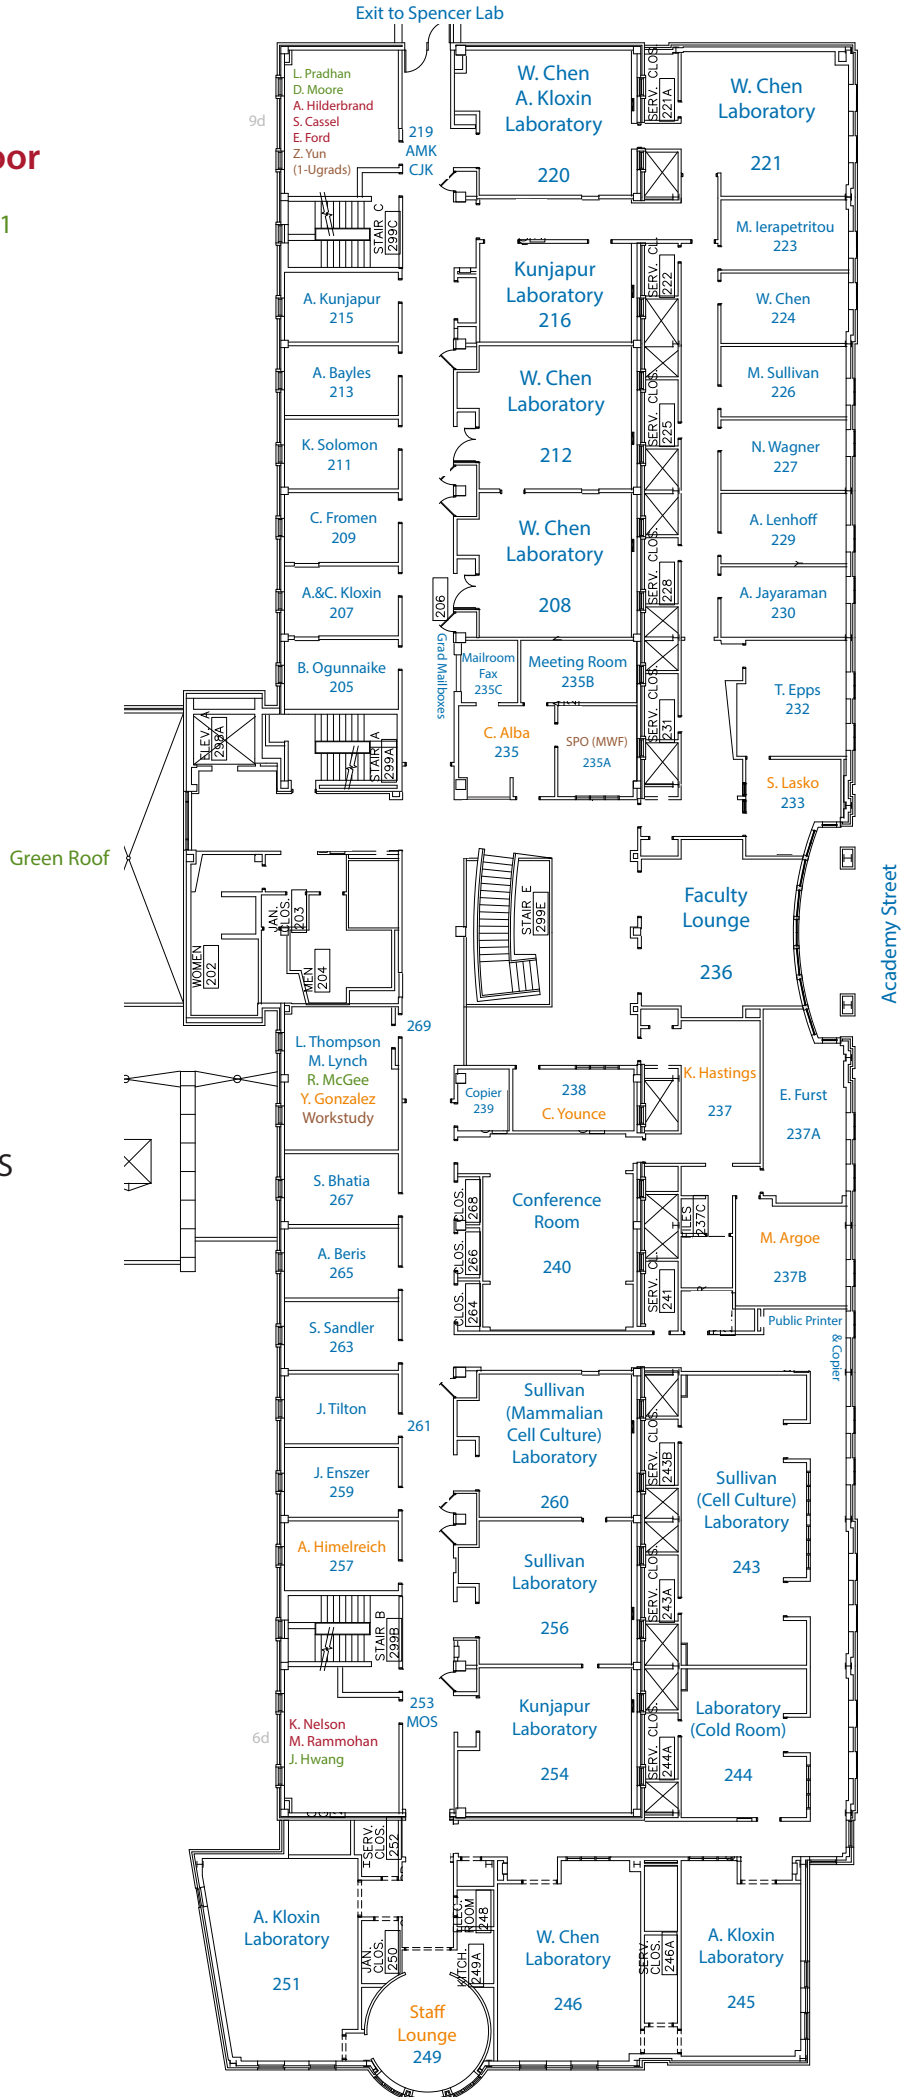 Exit to Spencer Lab
oor
1
9d
L. Pradhan
D. Moore
A. Hilderbrand
S. Cassel
E. Ford
Z. Yun
(1-Ugrads)
219
AMK
CJK
W. Chen
A. Kloxin
Laboratory
220
SERV. CLOS.
221A
W. Chen
Laboratory
221
STAIR C
299C
M. Ierapetritou
223
A. Kunjapur
215
Kunjapur
Laboratory
216
SERV. CL.
222
W. Chen
224
A. Bayles
213
W. Chen
Laboratory
212
SERV. CLOS.
225
M. Sullivan
226
K. Solomon
211
N. Wagner
227
C. Fromen
209
W. Chen
Laboratory
208
A. Lenhoff
229
A.&C. Kloxin
207
206
SERV. CLOS.
228
A. Jayaraman
230
B. Ogunnaike
205
Grad Mailboxes
Mailroom
Fax
235C
Meeting Room
235B
T. Epps
232
ELEV. A
298A
STAIR A
299A
C. Alba
235
SPO (MWF)
235A
SERV. CLOS.
231
S. Lasko
233
Green Roof
WOMEN
202
JAN.
CLOS.
203
MEN
204
STAIR E
299E
Faculty
Lounge
236
Academy Street
269
L. Thompson
M. Lynch
R. McGee
Y. Gonzalez
Workstudy
Copier
239
238
C. Younce
K. Hastings
237
E. Furst
237A
S
S. Bhatia
267
CLOS.
268
Conference
Room
240
FILES
237C
M. Argoe
237B
A. Beris
265
CLOS.
266
CLOS.
264
SERV. CL.
241
S. Sandler
263
Public Printer
& Copier
J. Tilton
261
Sullivan
(Mammalian
Cell Culture)
Laboratory
260
SERV. CLOS.
243B
Sullivan
(Cell Culture)
Laboratory
243
J. Enszer
259
A. Himelreich
257
Sullivan
Laboratory
256
SERV. CLOS.
243A
STAIR B
299B
6d
K. Nelson
M. Rammohan
J. Hwang
253
MOS
Kunjapur
Laboratory
254
SERV. CLOS.
244A
Laboratory
(Cold Room)
244
SERV.
CLOS.
252
A. Kloxin
Laboratory
251
JAN.
CLOS.
250
ELEC.
ROOM
248
KITCH.
249A
W. Chen
Laboratory
246
SERV.
CLOS.
246A
A. Kloxin
Laboratory
245
Staff
Lounge
249